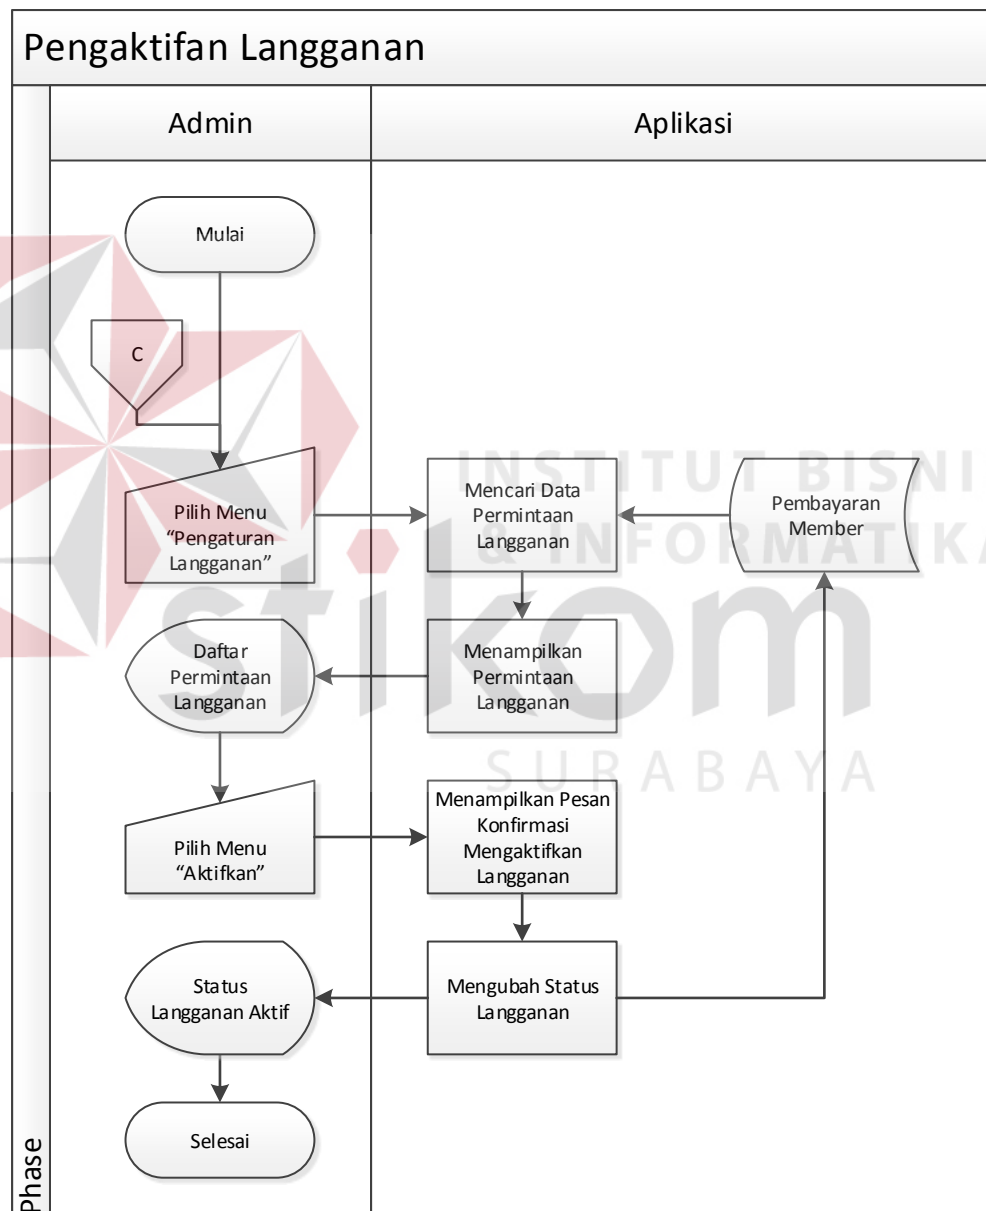 Pengaktifan Langganan
Admin
Aplikasi
Mulai
C
Pilih Menu
“Pengaturan
Langganan”
Mencari Data
Permintaan
Langganan
Pembayaran
Member
Daftar
Permintaan
Langganan
Menampilkan
Permintaan
Langganan
Pilih Menu
“Aktifkan”
Menampilkan Pesan
Konfirmasi
Mengaktifkan
Langganan
Status
Langganan Aktif
Mengubah Status
Langganan
Selesai
Phase
INSTITUT BISNI
& INFORMATIKA
stikom
SURABAYA